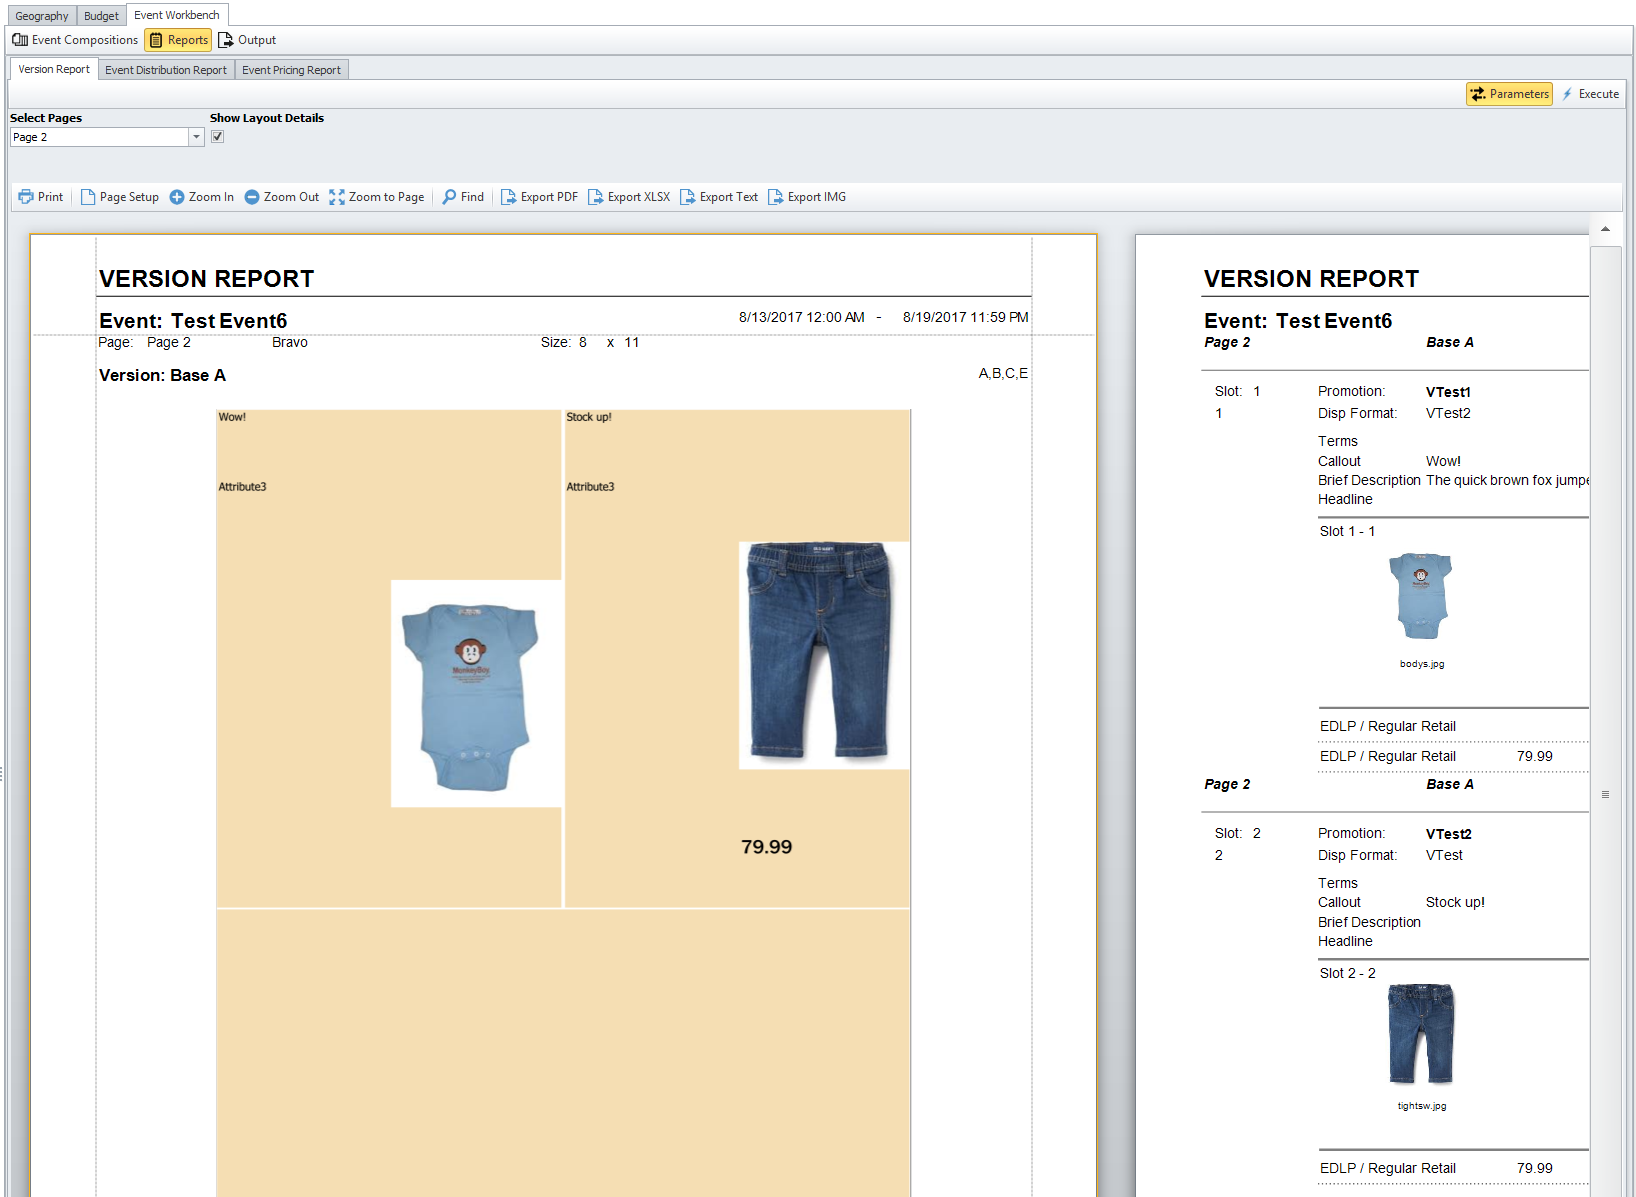 Geography Budget Event Workbench
Event Compositions Reports Output
Version Report Event Distribution Report Event Pricing Report
Parameters Execute
Select Pages Show Layout Details
Page 2
Print Page Setup Zoom In Zoom Out Zoom to Page Find Export PDF Export XLSX Export Text Export IMG
VERSION REPORT
Event: Test Event6 8/13/2017 12:00 AM - 8/19/2017 11:59 PM
Page: Page 2 Bravo Size: 8 x 11
Version: Base A A,B,C,E
Wow! Stock up!
Attribute3 Attribute3
MonkeyBoy
79.99
VERSION REPORT
Event: Test Event6
Page 2 Base A
Slot: 1 Promotion: VTest1
1 Disp Format: VTest2
Terms
Callout Wow!
Brief Description The quick brown fox jumpe
Headline
Slot 1 - 1
bodys.jpg
EDLP / Regular Retail
EDLP / Regular Retail 79.99
Page 2 Base A
Slot: 2 Promotion: VTest2
2 Disp Format: VTest
Terms
Callout Stock up!
Brief Description
Headline
Slot 2 - 2
tightsw.jpg
EDLP / Regular Retail 79.99